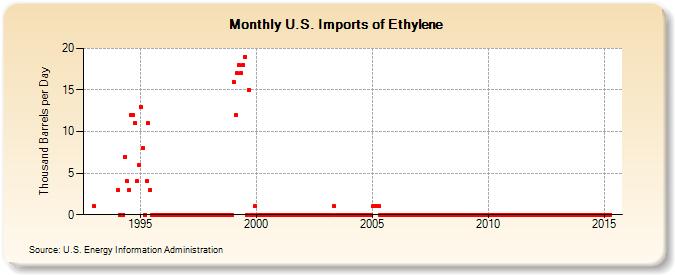 Monthly U.S. Imports of Ethylene
Thousand Barrels per Day
20
15
10
5
0
1995 2000 2005 2010 2015
Source: U.S. Energy Information Administration